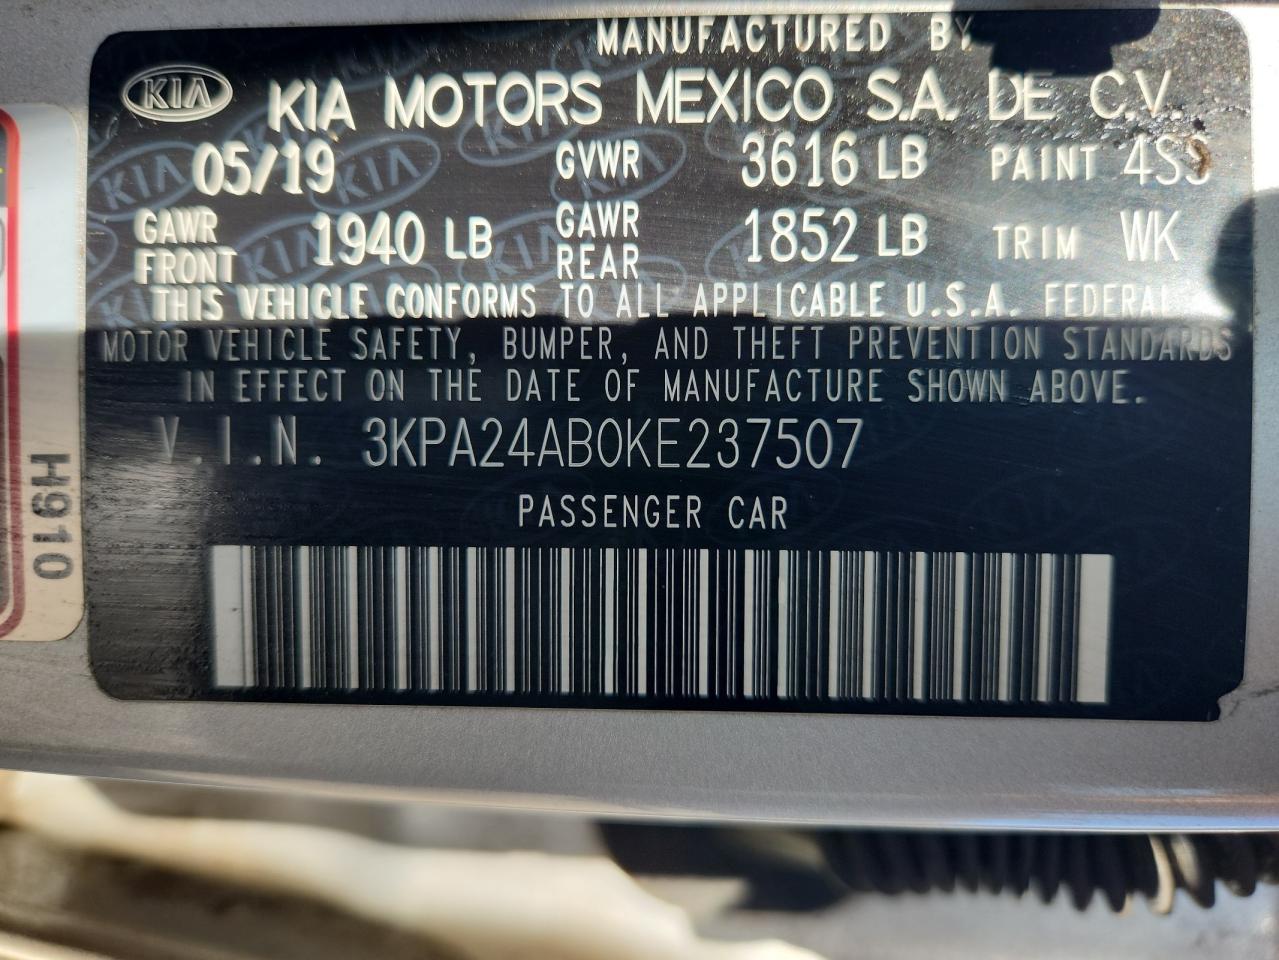 MANUFACTURED BY
KIA KIA MOTORS MEXICO S.A. DE C.V.
05/19 GVWR 3616 LB PAINT 4SS
GAWR FRONT 1940 LB GAWR REAR 1852 LB TRIM WK
THIS VEHICLE CONFORMS TO ALL APPLICABLE U.S.A. FEDERAL
MOTOR VEHICLE SAFETY, BUMPER, AND THEFT PREVENTION STANDARDS
IN EFFECT ON THE DATE OF MANUFACTURE SHOWN ABOVE.
V.I.N. 3KPA24AB0KE237507
PASSENGER CAR
H910